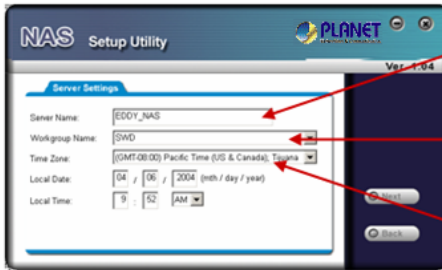 NAS Setup Utility
PLANET
Ver 1.04
Server Settings
Server Name: EDDY_NAS
Workgroup Name: SWD
Time Zone: (GMT-08:00) Pacific Time (US & Canada); Tijuana
Local Date: 04 / 06 / 2004 (mth / day / year)
Local Time: 9 : 52 AM
Next
Back